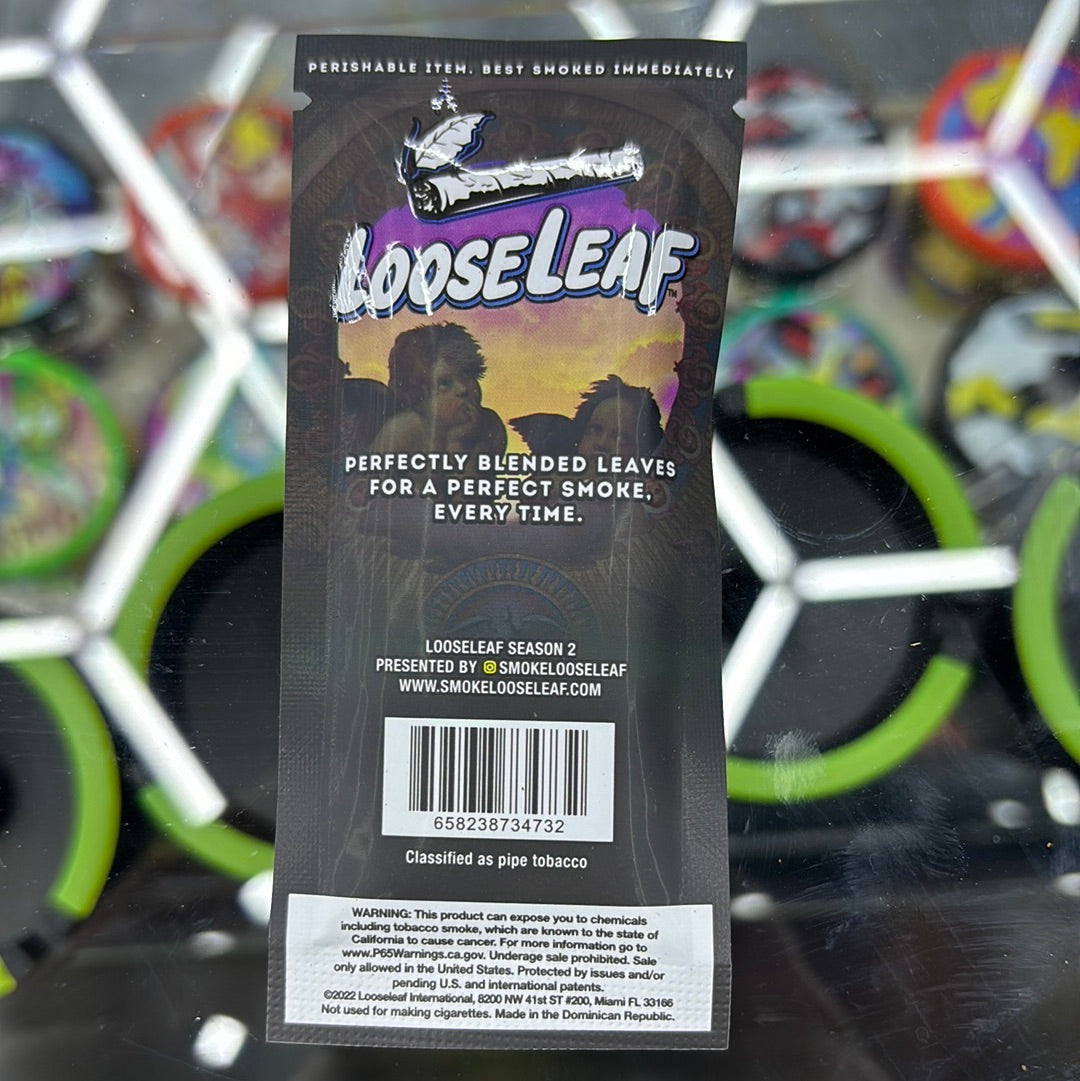 PERISHABLE ITEM. BEST SMOKED IMMEDIATELY
LOOSELEAF™
PERFECTLY BLENDED LEAVES
FOR A PERFECT SMOKE,
EVERY TIME.
LOOSELEAF SEASON 2
PRESENTED BY SMOKELOOSELEAF
WWW.SMOKELOOSELEAF.COM
658238734732
Classified as pipe tobacco
WARNING: This product can expose you to chemicals
including tobacco smoke, which are known to the state of
California to cause cancer. For more information go to
www.P65Warnings.ca.gov. Underage sale prohibited. Sale
only allowed in the United States. Protected by issues and/or
pending U.S. and international patents.
©2022 Looseleaf International, 8200 NW 41st ST #200, Miami FL 33166
Not used for making cigarettes. Made in the Dominican Republic.